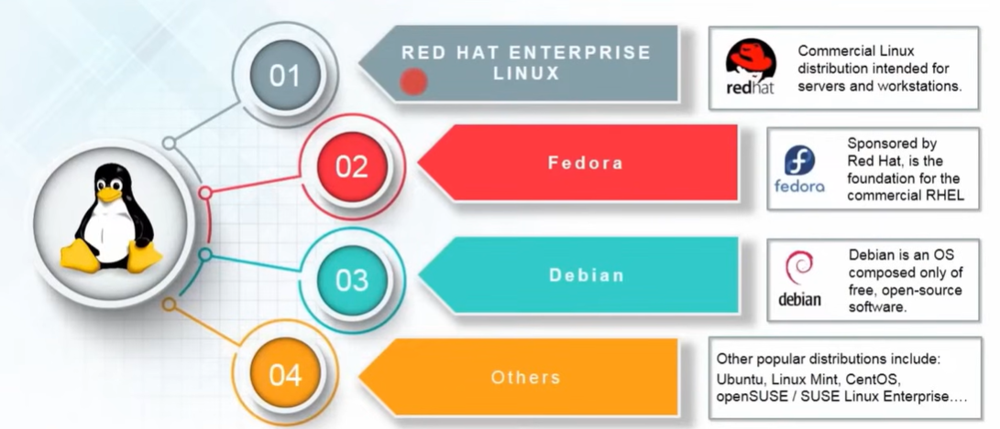 01
RED HAT ENTERPRISE
LINUX
redhat
Commercial Linux
distribution intended for
servers and workstations.
02
Fedora
fedora
Sponsored by
Red Hat, is the
foundation for the
commercial RHEL
03
Debian
debian
Debian is an OS
composed only of
free, open-source
software.
04
Others
Other popular distributions include:
Ubuntu, Linux Mint, CentOS,
openSUSE / SUSE Linux Enterprise....